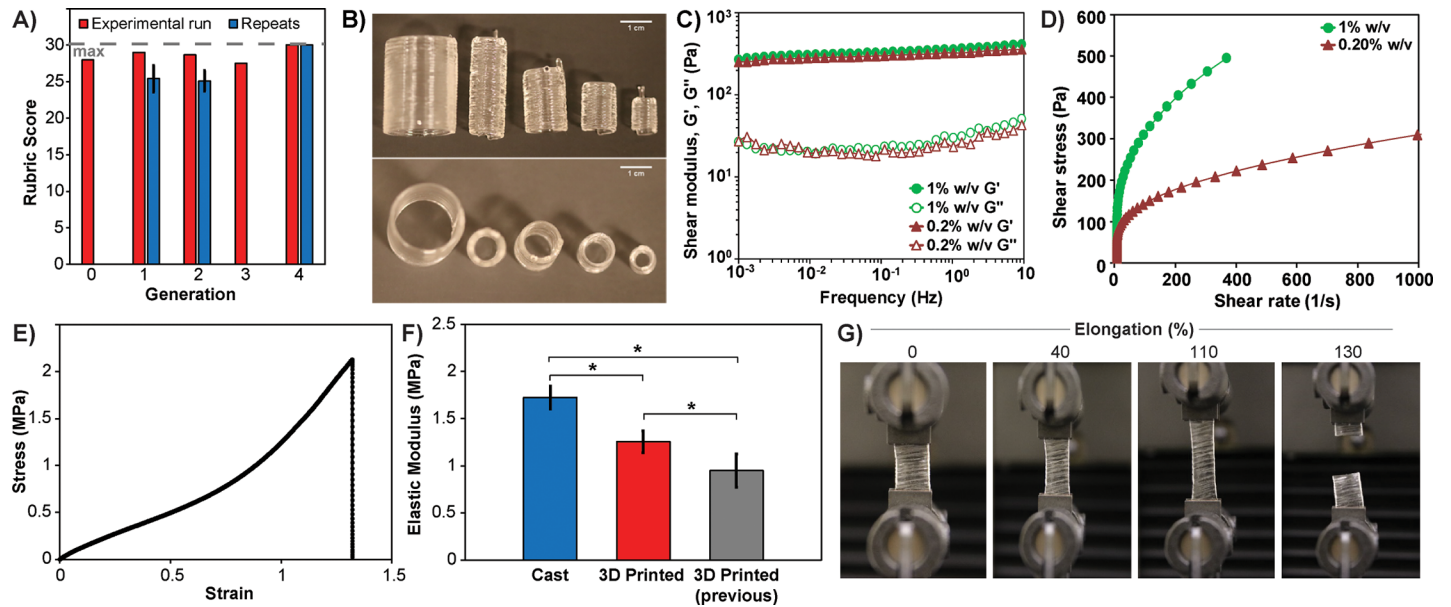 A)
Experimental run
Repeats
max
Rubric Score
35
30
25
20
15
10
5
0
0 1 2 3 4
Generation
B)
1 cm
1 cm
C)
Shear modulus, G', G'' (Pa)
10³
10²
10¹
10⁰
1% w/v G'
1% w/v G''
0.2% w/v G'
0.2% w/v G''
10⁻³ 10⁻² 10⁻¹ 10⁰ 10
Frequency (Hz)
D)
1% w/v
0.20% w/v
Shear stress (Pa)
600
500
400
300
200
100
0
0 200 400 600 800 1000
Shear rate (1/s)
E)
Stress (MPa)
2.5
2
1.5
1
0.5
0
0 0.5 1 1.5
Strain
F)
Elastic Modulus (MPa)
2.5
2
1.5
1
0.5
0
*
*
*
Cast 3D Printed 3D Printed
(previous)
G)
Elongation (%)
0 40 110 130